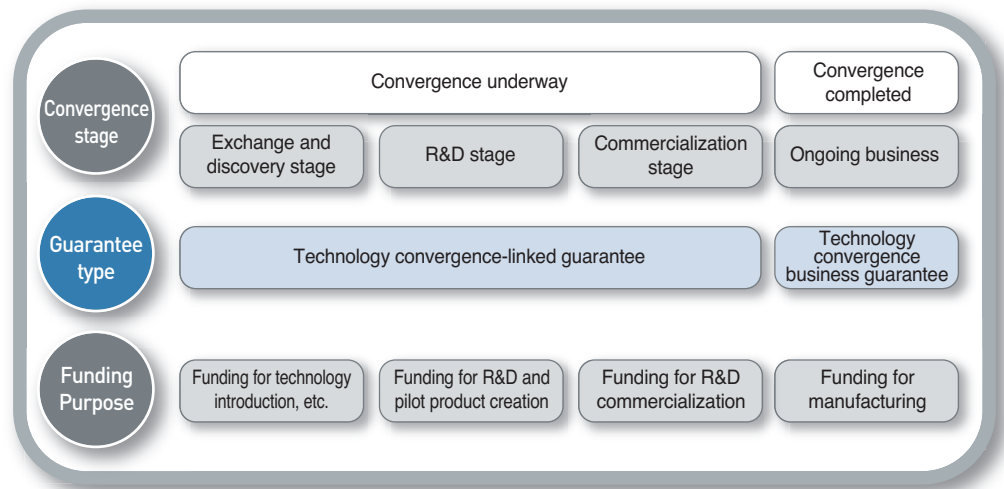 Convergence
stage
Convergence underway
Convergence
completed
Exchange and
discovery stage
R&D stage
Commercialization
stage
Ongoing business
Guarantee
type
Technology convergence-linked guarantee
Technology
convergence
business guarantee
Funding
Purpose
Funding for technology
introduction, etc.
Funding for R&D and
pilot product creation
Funding for R&D
commercialization
Funding for
manufacturing